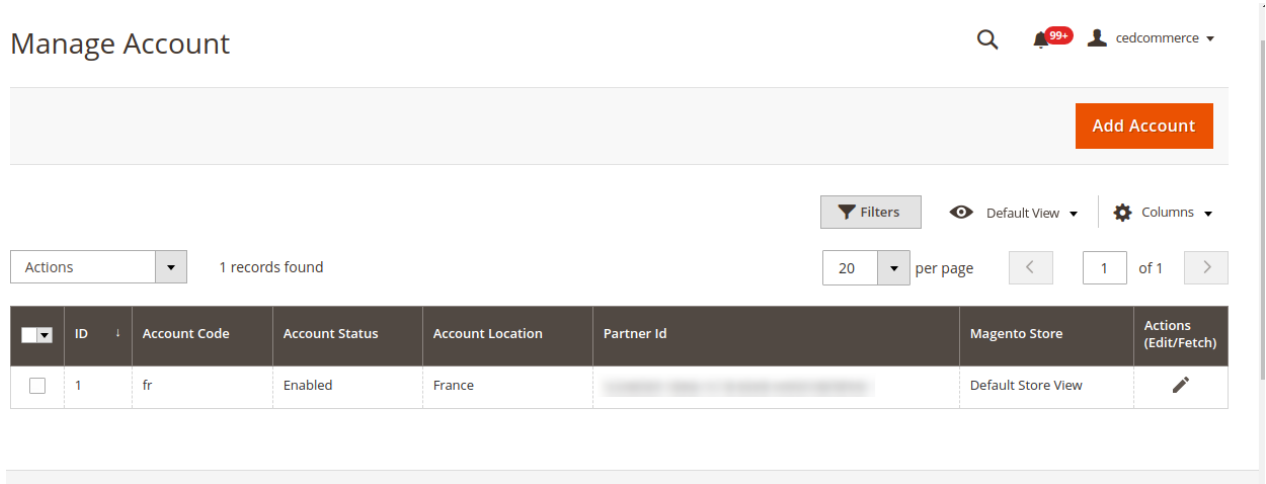 Manage Account
99+
cedcommerce
Add Account
Filters
Default View
Columns
Actions
1 records found
20
per page
1
of 1
ID ↓
Account Code
Account Status
Account Location
Partner Id
Magento Store
Actions
(Edit/Fetch)
1
fr
Enabled
France
Default Store View